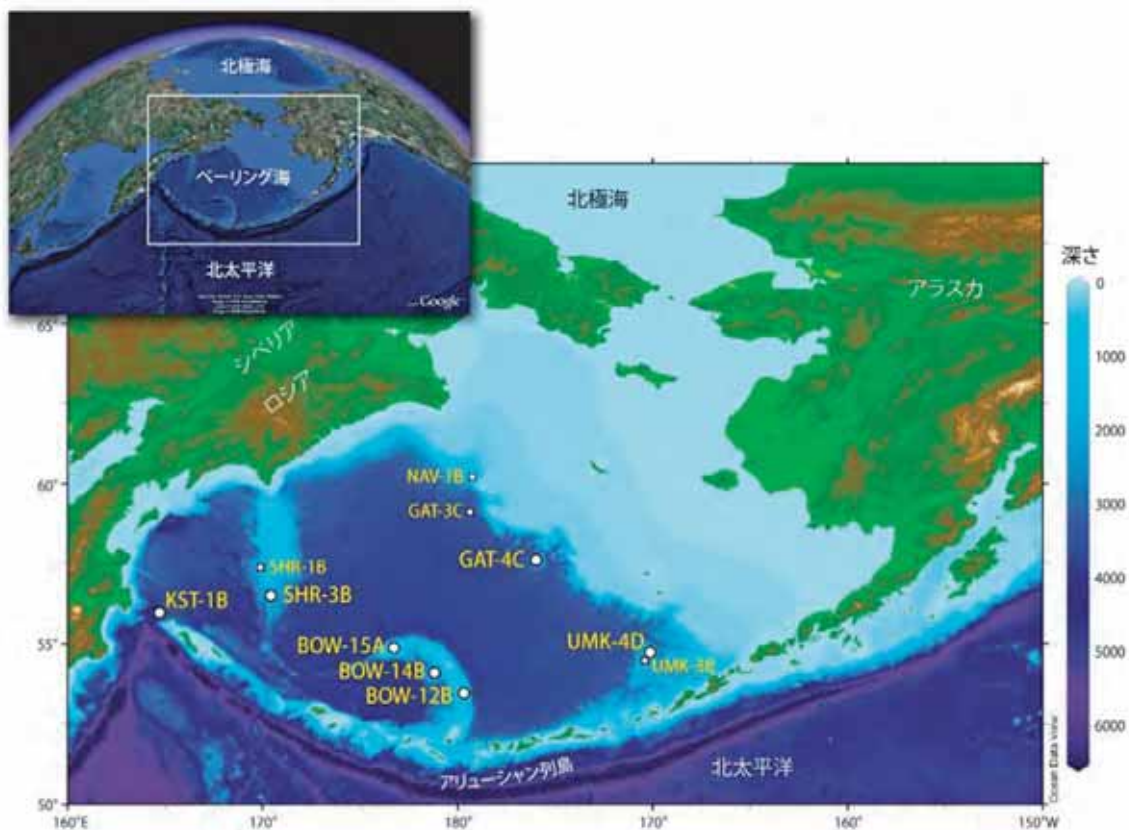 北極海
ベーリング海
北太平洋
Google
北極海
アラスカ
シベリア
ロシア
NAV-1B
GAT-3C
GAT-4C
SHR-1B
SHR-3B
KST-1B
BOW-15A
BOW-14B
BOW-12B
UMK-4D
アリューシャン列島
北太平洋
深さ
0
1000
2000
3000
4000
5000
6000
Ocean Data View
65°
60°
55°
50°
160°E
170°
180°
170°
160°
150°W